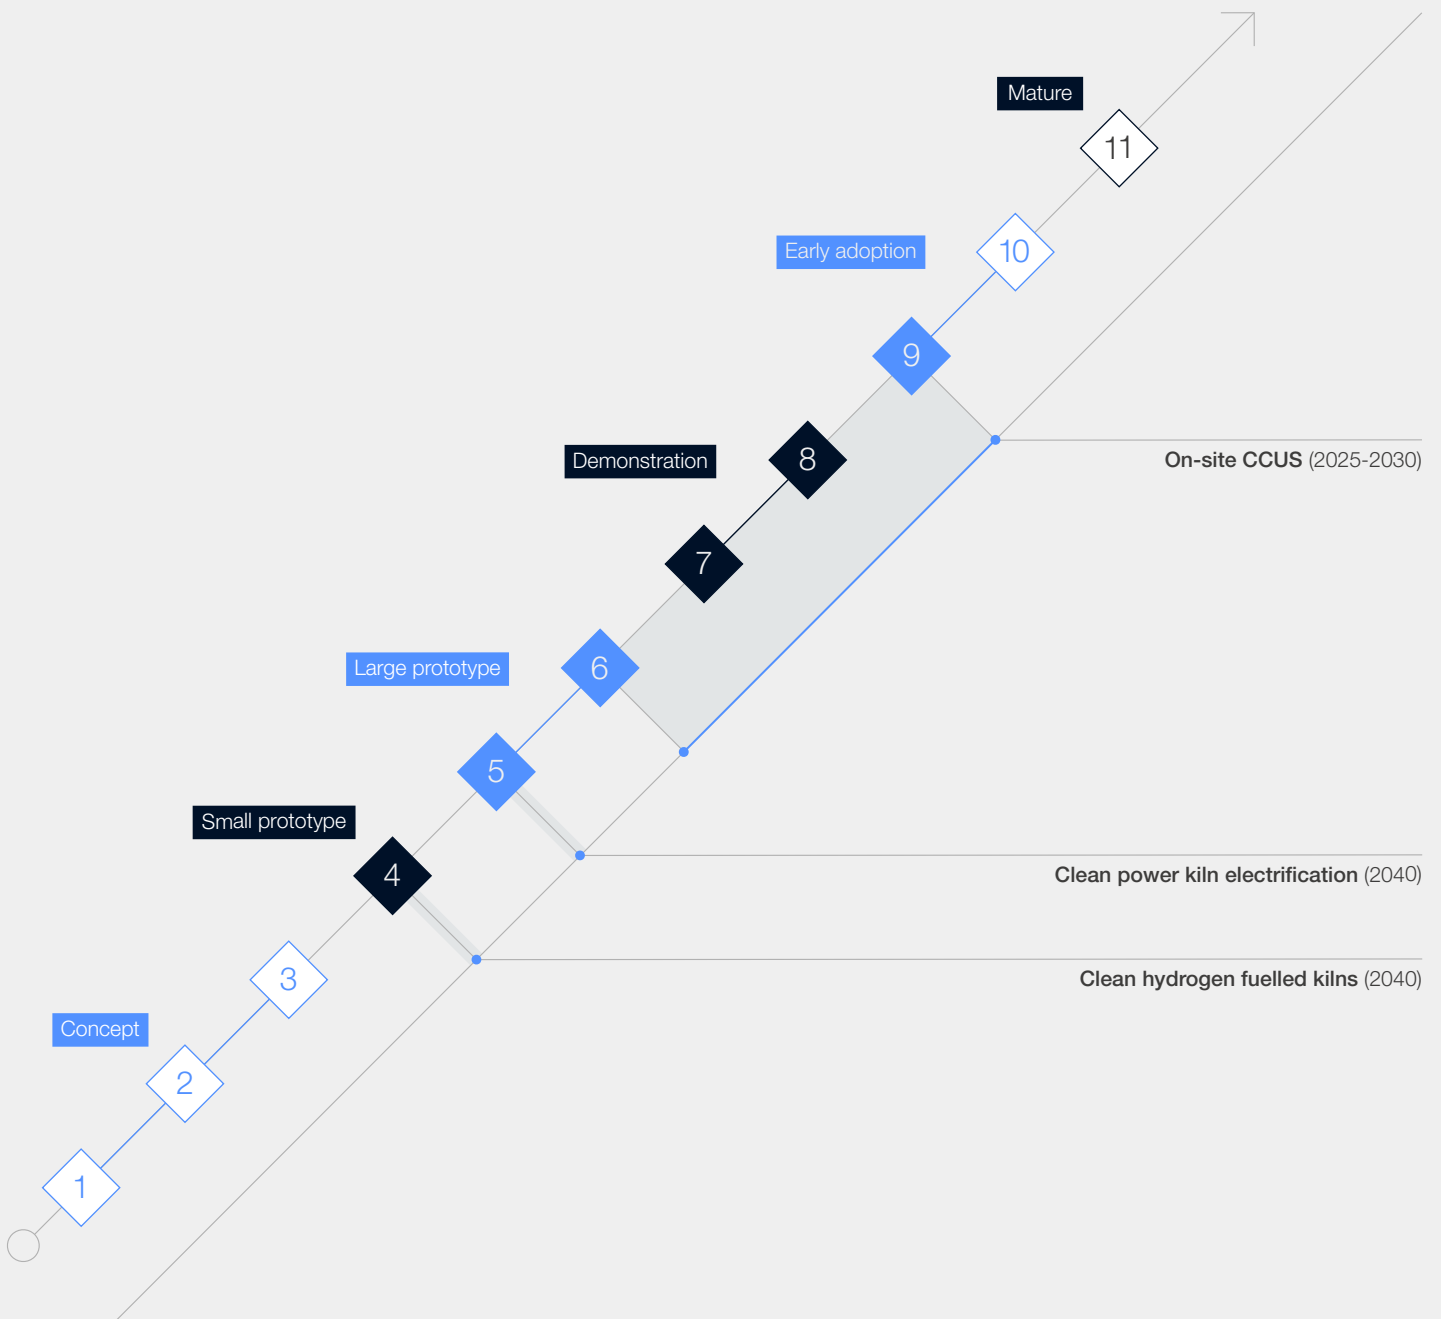 Mature
11
Early adoption
10
9
On-site CCUS (2025-2030)
Demonstration
8
7
Large prototype
6
5
Small prototype
Clean power kiln electrification (2040)
4
Clean hydrogen fuelled kilns (2040)
3
Concept
2
1